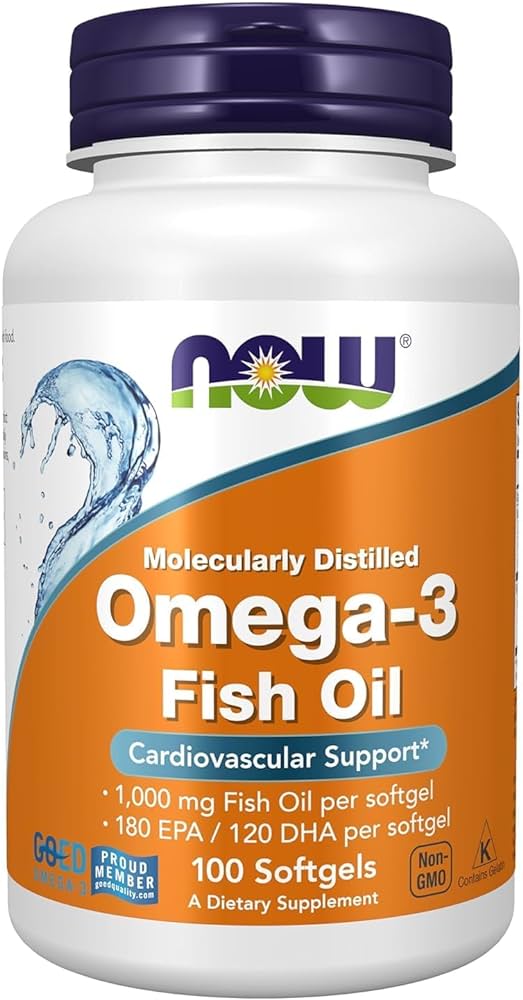 now®
Molecularly Distilled
Omega-3
Fish Oil
Cardiovascular Support*
• 1,000 mg Fish Oil per softgel
• 180 EPA / 120 DHA per softgel
100 Softgels
A Dietary Supplement
GOED
OMEGA-3
PROUD
MEMBER
goedquality.com
Non-
GMO
K
Contains Gelatin